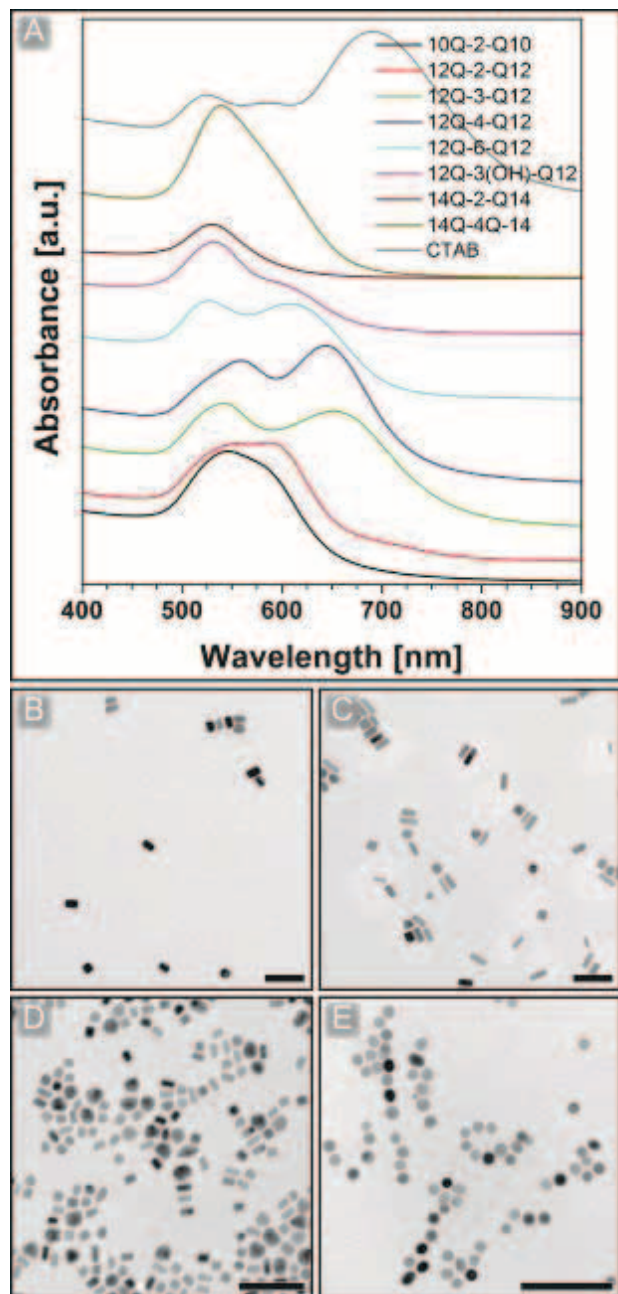 A
10Q-2-Q10
12Q-2-Q12
12Q-3-Q12
12Q-4-Q12
12Q-6-Q12
12Q-3(OH)-Q12
14Q-2-Q14
14Q-4Q-14
CTAB
Absorbance [a.u.]
400 500 600 700 800 900
Wavelength [nm]
B
C
D
E